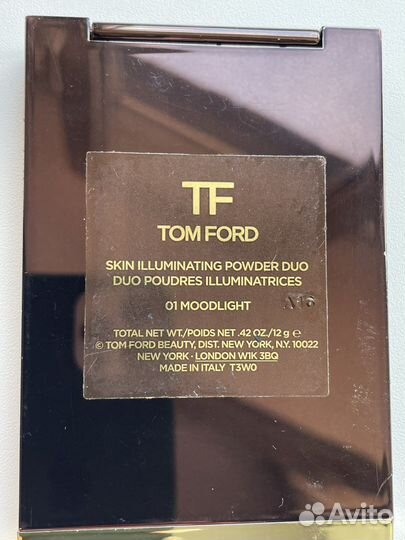 TF
TOM FORD
SKIN ILLUMINATING POWDER DUO
DUO POUDRES ILLUMINATRICES
01 MOODLIGHT
A16
TOTAL NET WT./POIDS NET .42 OZ./12 g ℮
© TOM FORD BEAUTY, DIST. NEW YORK, N.Y. 10022
NEW YORK · LONDON W1K 3BQ
MADE IN ITALY T3W0
Avito